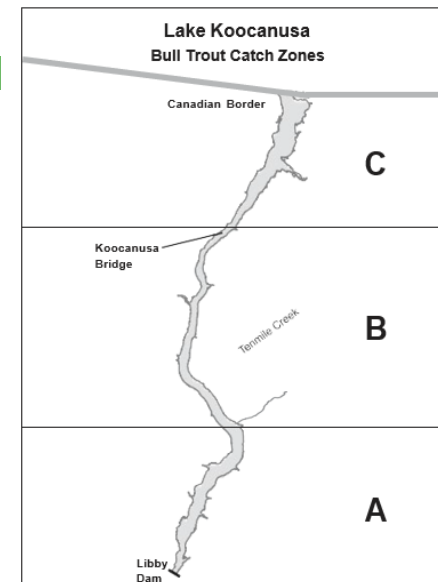 Lake Koocanusa
Bull Trout Catch Zones
Canadian Border
C
Koocanusa
Bridge
Tenmile Creek
B
A
Libby
Dam